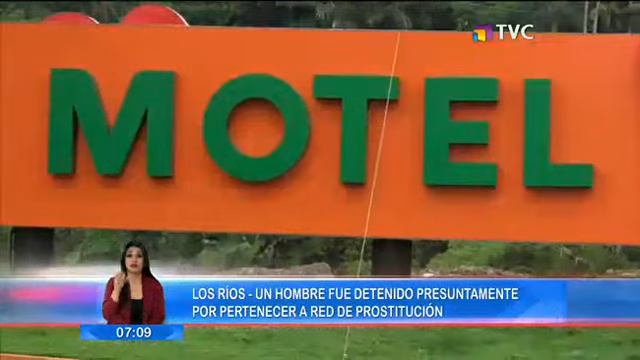 TVC
MOTEL
LOS RÍOS - UN HOMBRE FUE DETENIDO PRESUNTAMENTE
POR PERTENECER A RED DE PROSTITUCIÓN
07:09